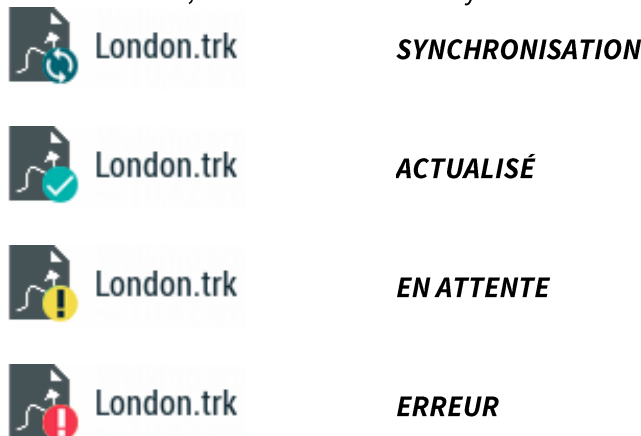 London.trk SYNCHRONISATION
London.trk ACTUALISÉ
London.trk EN ATTENTE
London.trk ERREUR